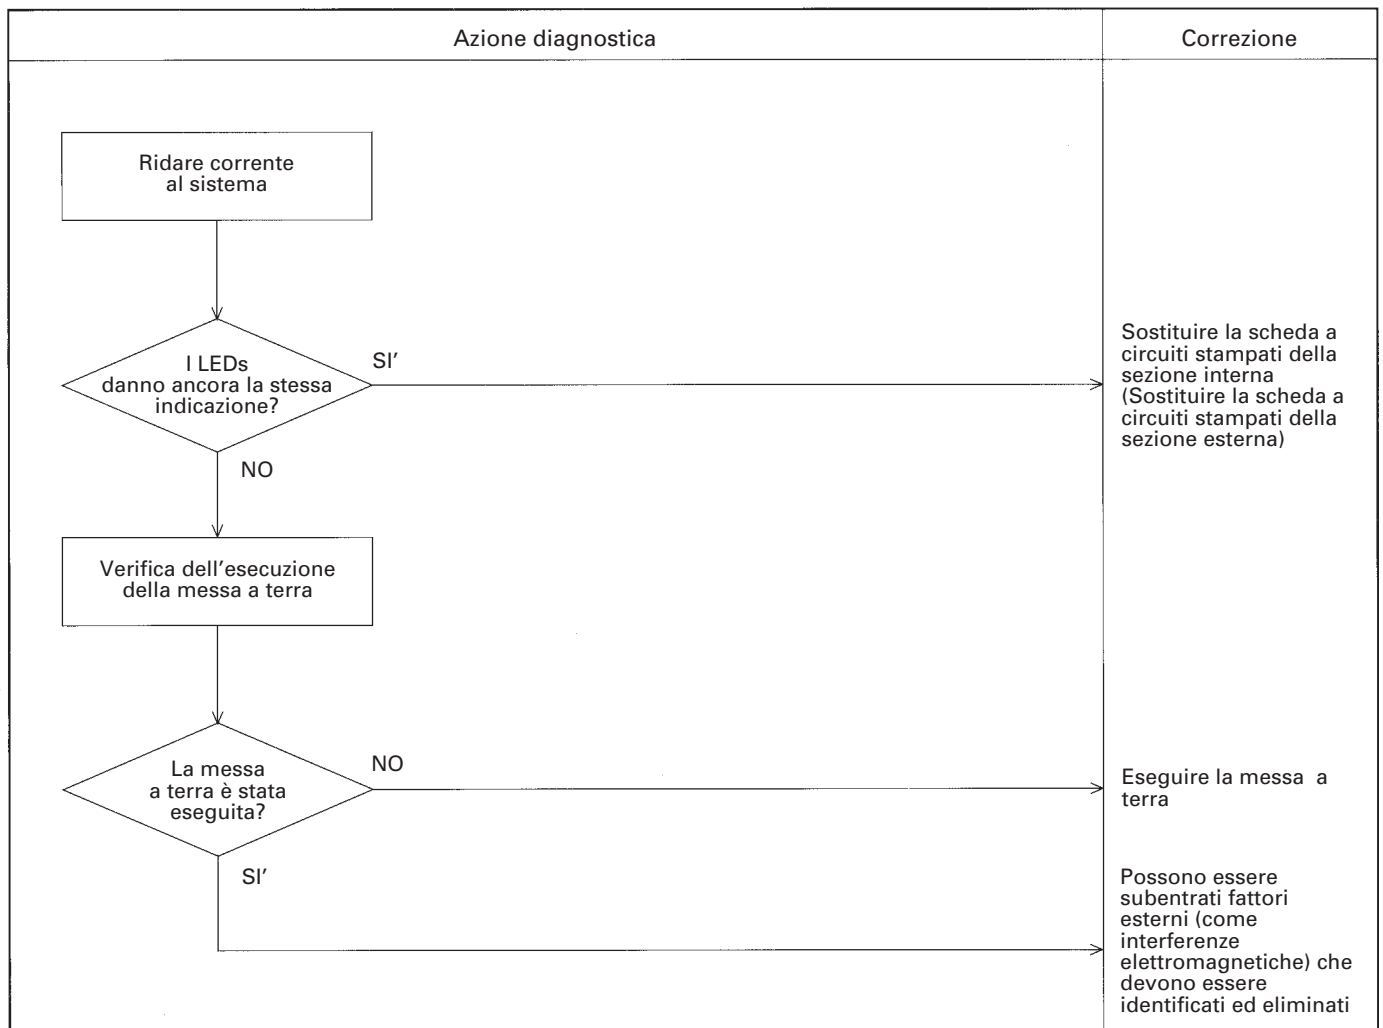 Azione diagnostica
Correzione
Ridare corrente
al sistema
I LEDs
danno ancora la stessa
indicazione?
SI’
Sostituire la scheda a
circuiti stampati della
sezione interna
(Sostituire la scheda a
circuiti stampati della
sezione esterna)
NO
Verifica dell’esecuzione
della messa a terra
La messa
a terra è stata
eseguita?
NO
Eseguire la messa a
terra
SI’
Possono essere
subentrati fattori
esterni (come
interferenze
elettromagnetiche) che
devono essere
identificati ed eliminati